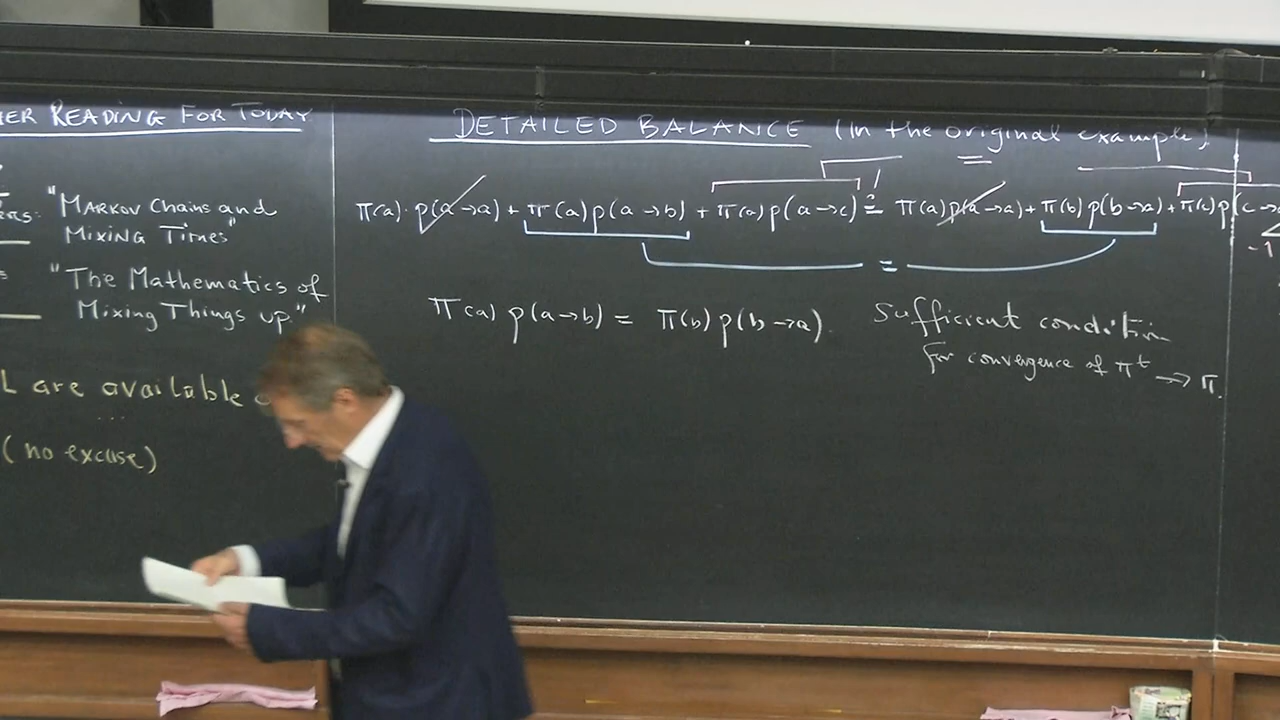 READING FOR TODAY
"MARKOV CHAINS and
MIXING TIMES"
"The MATHEMATICS of
Mixing Things up."
L are available
...
(no excuse)
DETAILED BALANCE (in the original example)
π(a) p(a→a) + π(a) p(a→b) + π(a) p(a→c) =? π(a) p(a→a) + π(b) p(b→a) + π(c) p(c→
=
π(a) p(a→b) = π(b) p(b→a).
Sufficient condition
for convergence of π^t → π.
-1